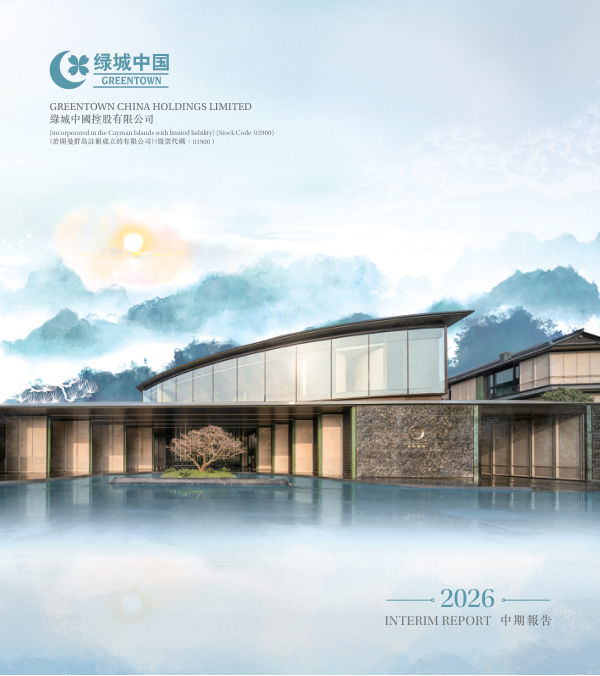 绿城中国
GREENTOWN
GREENTOWN CHINA HOLDINGS LIMITED
綠城中國控股有限公司
(incorporated in the Cayman Islands with limited liability) (Stock Code: 03900)
(於開曼群島註冊成立的有限公司)(股票代碼：03900)
2026
INTERIM REPORT 中期報告